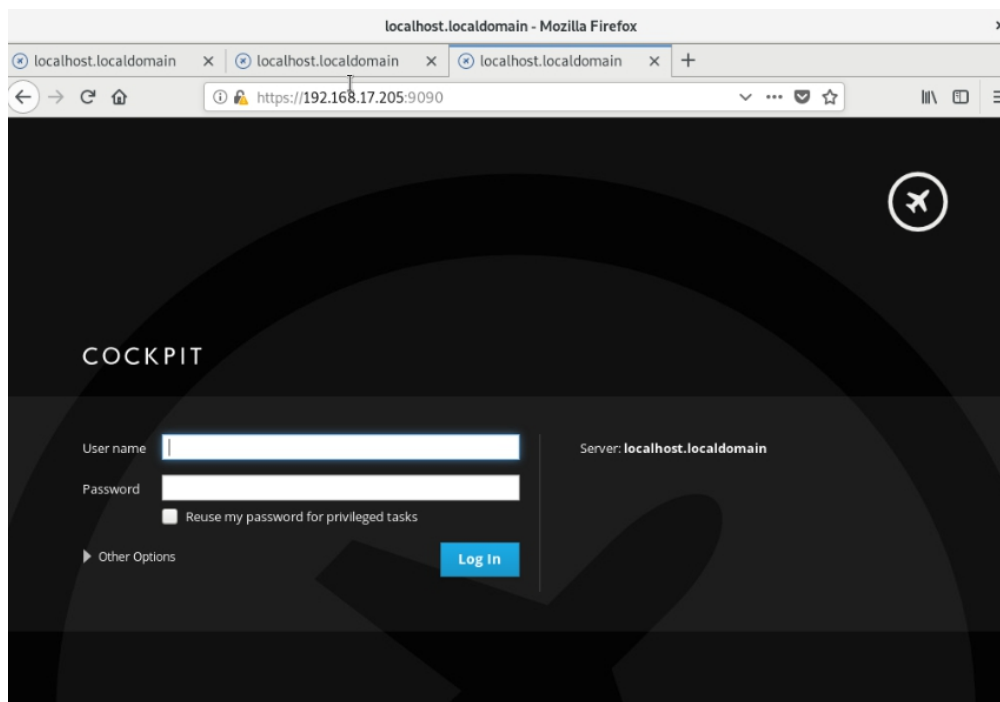 localhost.localdomain - Mozilla Firefox
localhost.localdomain localhost.localdomain localhost.localdomain
https://192.168.17.205:9090
COCKPIT
User name
Server: localhost.localdomain
Password
Reuse my password for privileged tasks
Other Options
Log In